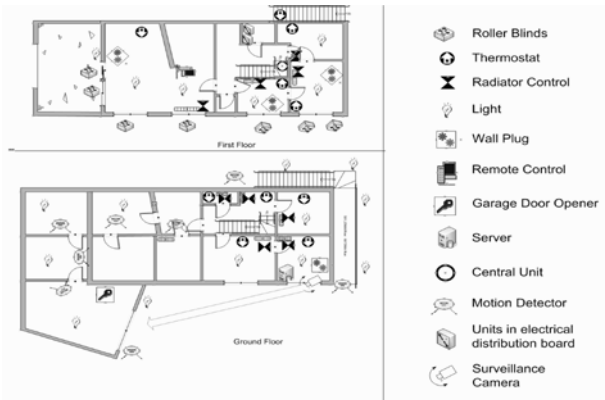 First Floor
Ground Floor
Roller Blinds
Thermostat
Radiator Control
Light
Wall Plug
Remote Control
Garage Door Opener
Server
Central Unit
Motion Detector
Units in electrical
distribution board
Surveillance
Camera